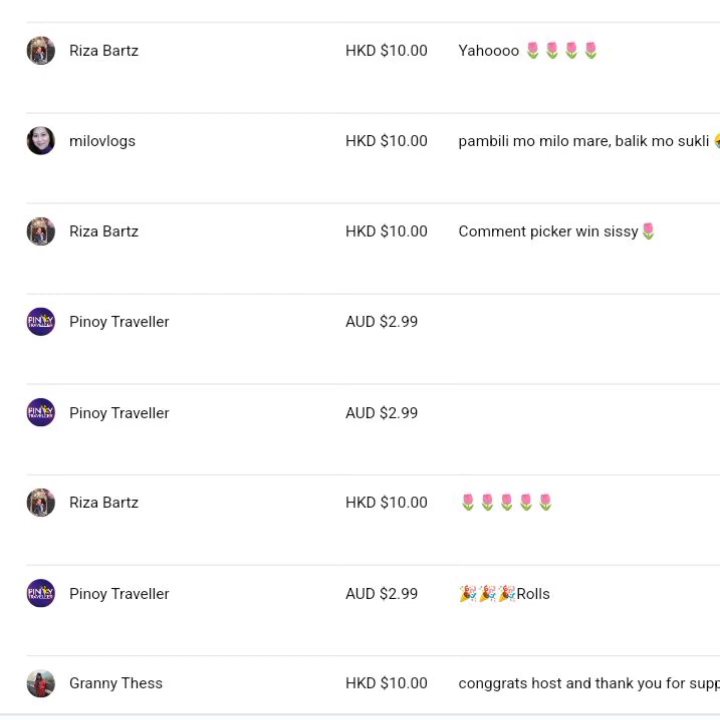 Riza Bartz HKD $10.00 Yahoooo 🌷🌷🌷🌷
milovlogs HKD $10.00 pambili mo milo mare, balik mo sukli
Riza Bartz HKD $10.00 Comment picker win sissy🌷
Pinoy Traveller AUD $2.99
Pinoy Traveller AUD $2.99
Riza Bartz HKD $10.00 🌷🌷🌷🌷🌷
Pinoy Traveller AUD $2.99 🎉🎉🎉Rolls
Granny Thess HKD $10.00 conggrats host and thank you for supp